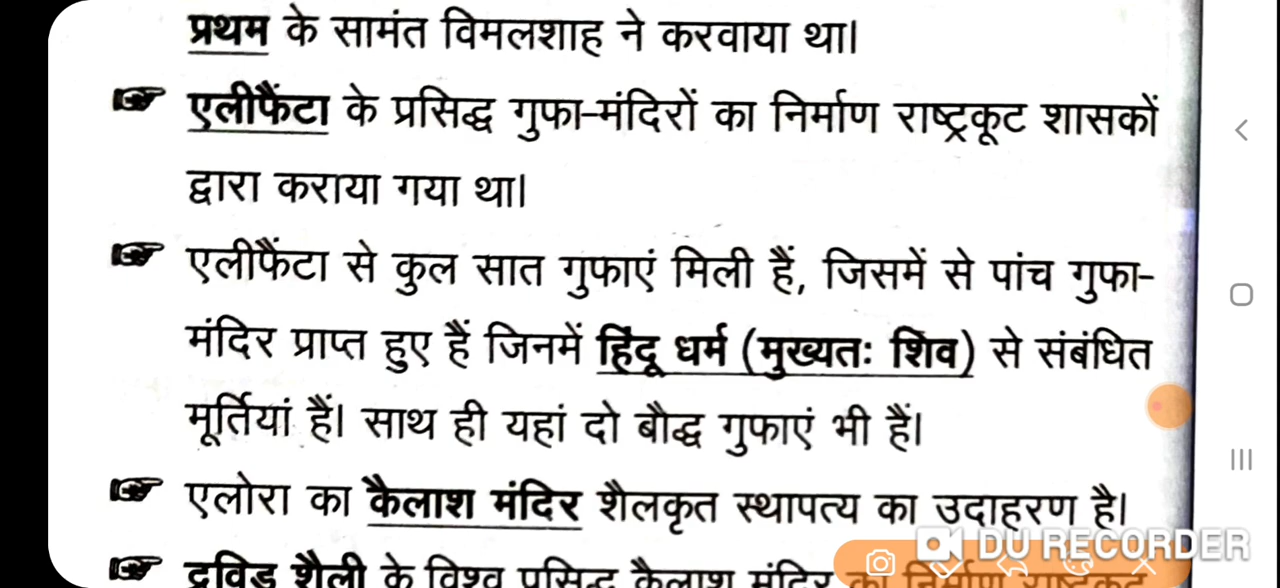 प्रथम के सामंत विमलशाह ने करवाया था।
एलीफैंटा के प्रसिद्ध गुफा-मंदिरों का निर्माण राष्ट्रकूट शासकों
द्वारा कराया गया था।
एलीफैंटा से कुल सात गुफाएं मिली हैं, जिसमें से पांच गुफा-
मंदिर प्राप्त हुए हैं जिनमें हिंदू धर्म (मुख्यतः शिव) से संबंधित
मूर्तियां हैं। साथ ही यहां दो बौद्ध गुफाएं भी हैं।
एलोरा का कैलाश मंदिर शैलकृत स्थापत्य का उदाहरण है।
DU RECORDER
द्रविड़ शैली के विश्व प्रसिद्ध कैलाश मंदिर का निर्माण राष्ट्रकूट